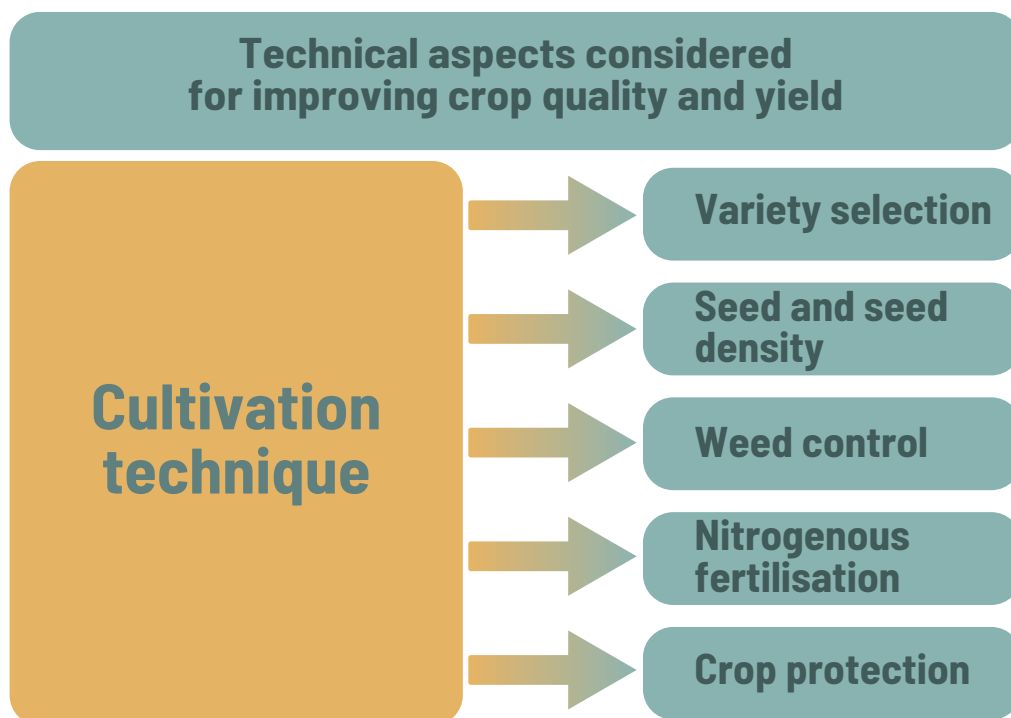 Technical aspects considered
for improving crop quality and yield
Cultivation
technique
Variety selection
Seed and seed
density
Weed control
Nitrogenous
fertilisation
Crop protection